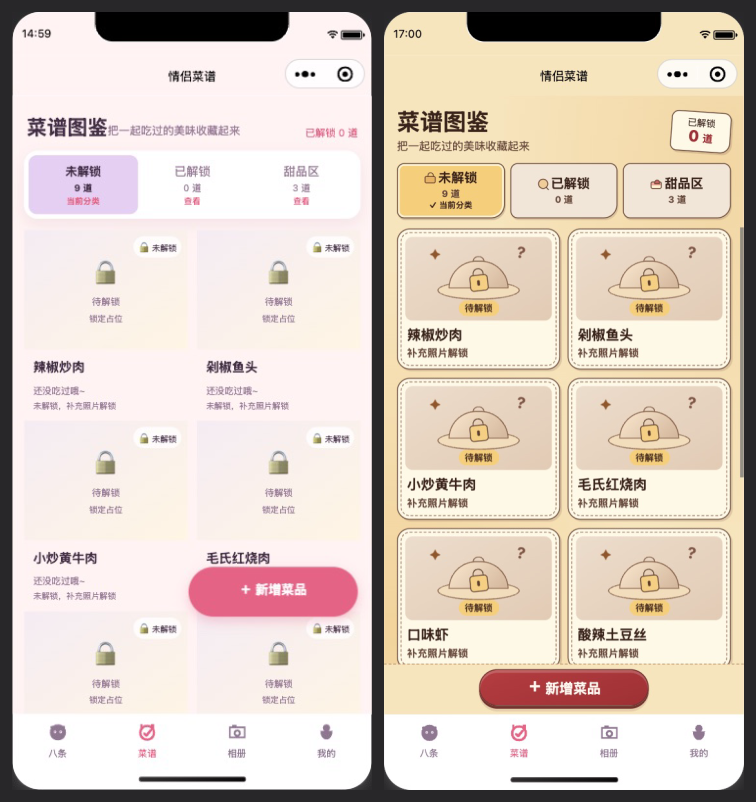 14:59
情侣菜谱
菜谱图鉴把一起吃过的美味收藏起来
已解锁 0 道
未解锁
9 道
当前分类
已解锁
0 道
查看
甜品区
3 道
查看
未解锁
待解锁
锁定占位
辣椒炒肉
还没吃过哦~
未解锁,补充照片解锁
未解锁
待解锁
锁定占位
剁椒鱼头
还没吃过哦~
未解锁,补充照片解锁
未解锁
待解锁
锁定占位
小炒黄牛肉
还没吃过哦~
未解锁,补充照片解锁
未解锁
待解锁
锁定占位
毛氏红烧肉
+ 新增菜品
未解锁
待解锁
锁定占位
未解锁
待解锁
锁定占位
八条
菜谱
相册
我的
17:00
情侣菜谱
菜谱图鉴
把一起吃过的美味收藏起来
已解锁
0 道
未解锁
9 道
✓ 当前分类
已解锁
0 道
甜品区
3 道
?
待解锁
辣椒炒肉
补充照片解锁
?
待解锁
剁椒鱼头
补充照片解锁
?
待解锁
小炒黄牛肉
补充照片解锁
?
待解锁
毛氏红烧肉
补充照片解锁
?
待解锁
口味虾
补充照片解锁
?
待解锁
酸辣土豆丝
补充照片解锁
+ 新增菜品
八条
菜谱
相册
我的